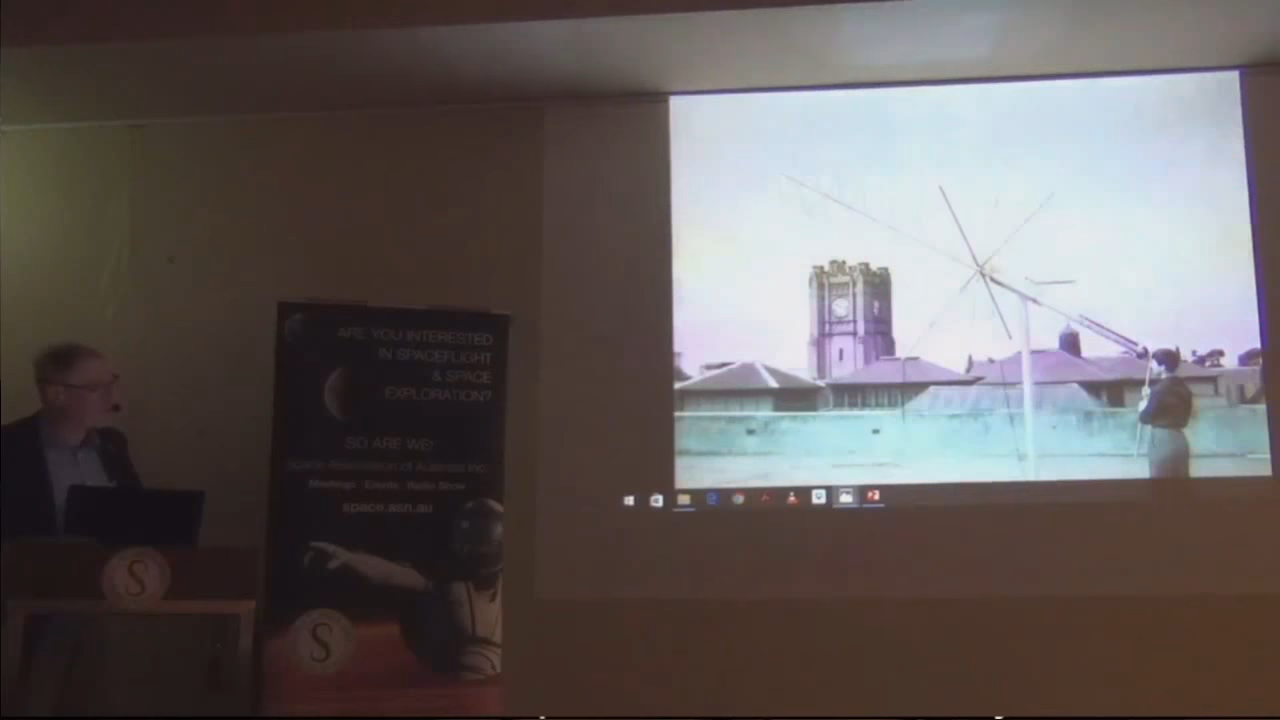 ARE YOU INTERESTED
IN SPACEFLIGHT
& SPACE
EXPLORATION?
SO ARE WE!
Space Association of Australia Inc.
Meetings Events Radio Show
space.asn.au
S
S